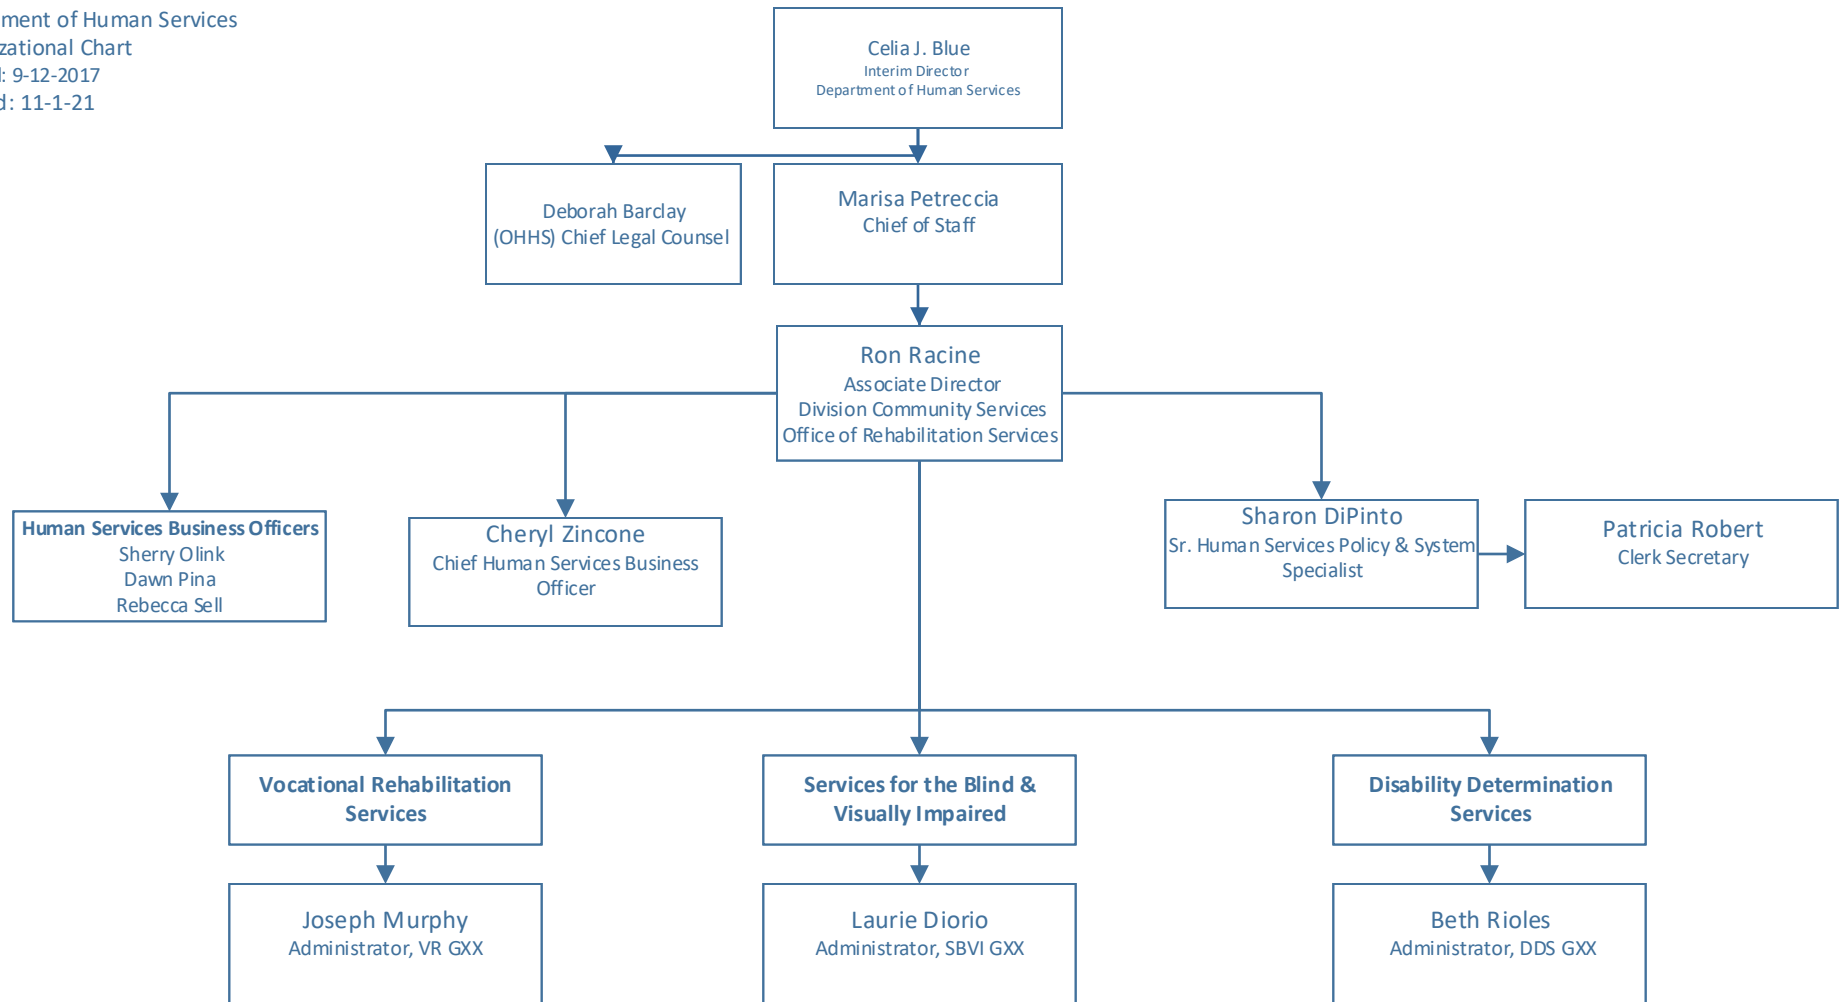 ment of Human Services
zational Chart
: 9-12-2017
d: 11-1-21
Celia J. Blue
Interim Director
Department of Human Services
Deborah Barclay
(OHHS) Chief Legal Counsel
Marisa Petreccia
Chief of Staff
Ron Racine
Associate Director
Division Community Services
Office of Rehabilitation Services
Human Services Business Officers
Sherry Olink
Dawn Pina
Rebecca Sell
Cheryl Zincone
Chief Human Services Business
Officer
Sharon DiPinto
Sr. Human Services Policy & System
Specialist
Patricia Robert
Clerk Secretary
Vocational Rehabilitation
Services
Services for the Blind &
Visually Impaired
Disability Determination
Services
Joseph Murphy
Administrator, VR GXX
Laurie Diorio
Administrator, SBVI GXX
Beth Rioles
Administrator, DDS GXX